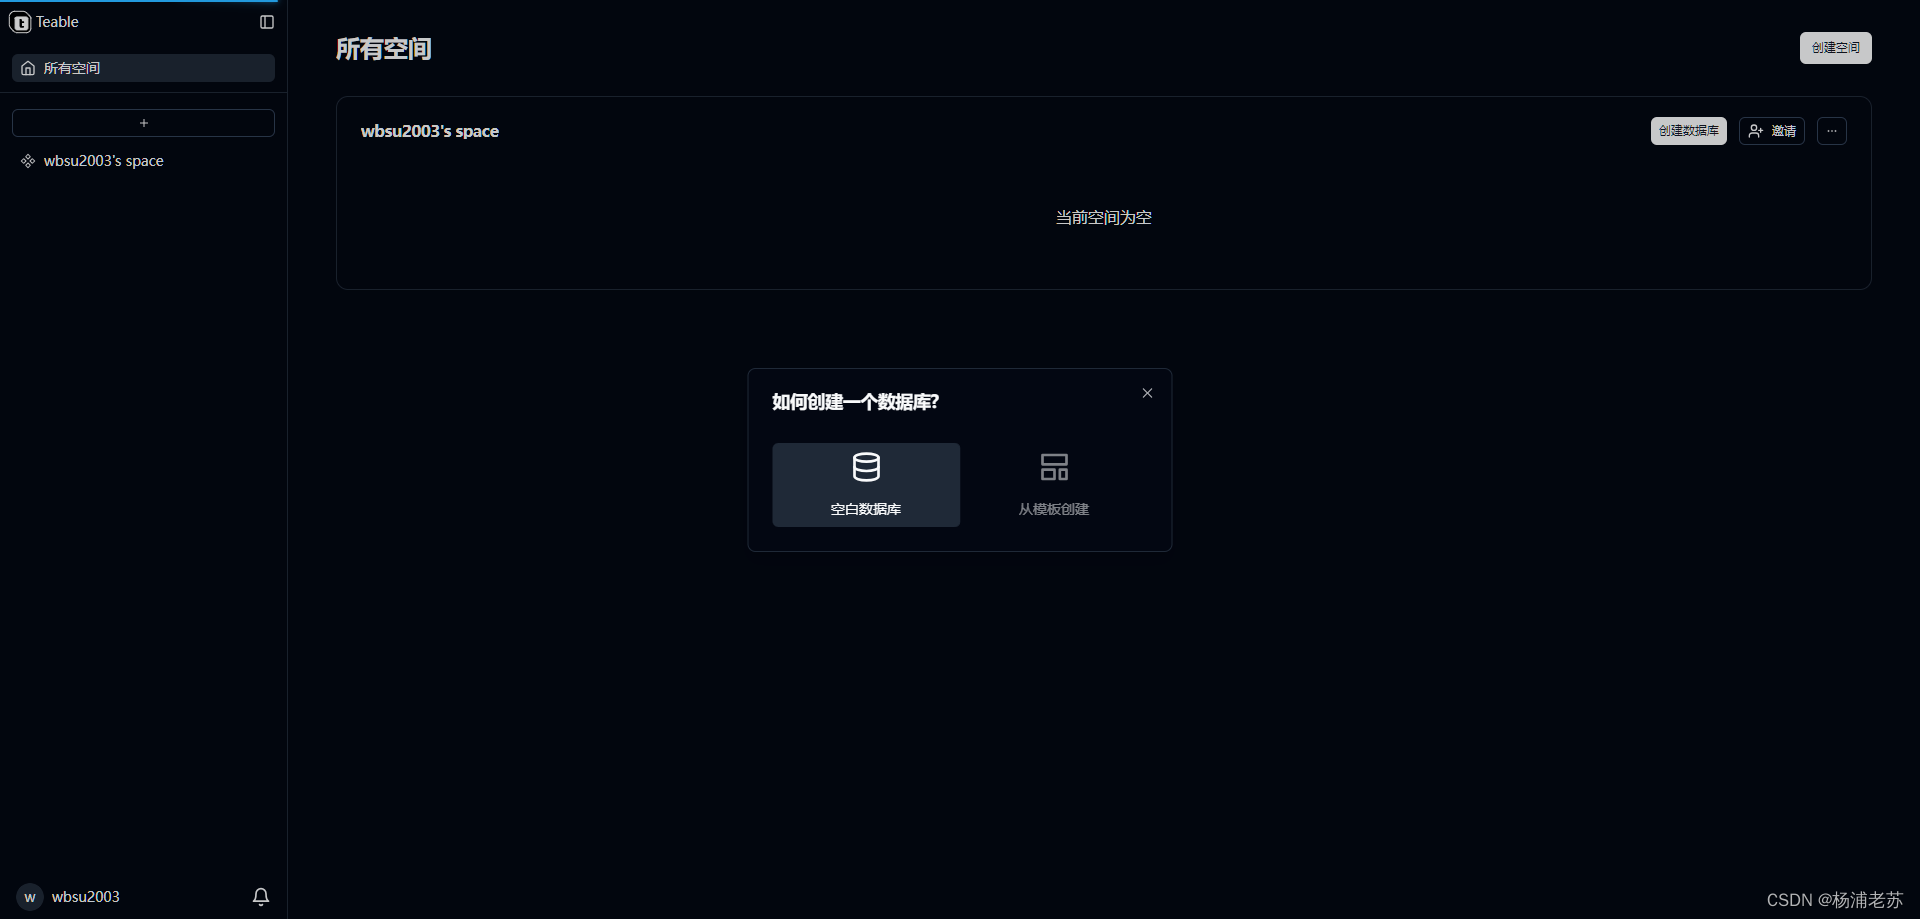 Teable
所有空间
+
wbsu2003's space
所有空间
创建空间
wbsu2003's space
创建数据库
邀请
...
当前空间为空
如何创建一个数据库?
空白数据库
从模板创建
w
wbsu2003
CSDN @杨浦老苏